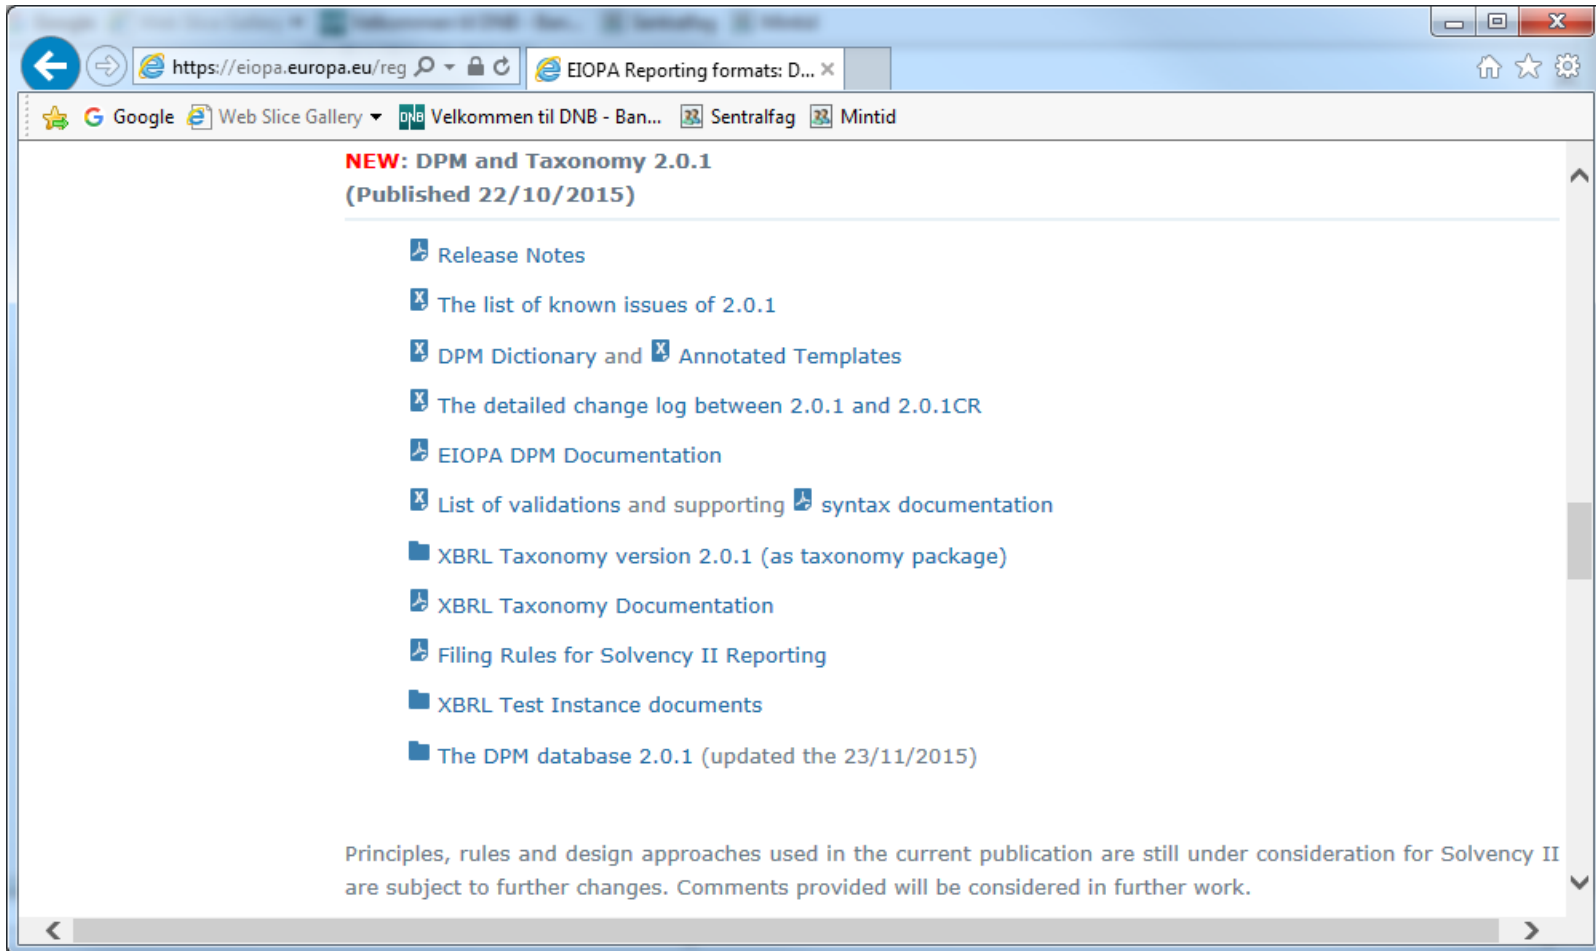 https://eiopa.europa.eu/reg
EIOPA Reporting formats: D...
Google Web Slice Gallery DNB Velkommen til DNB - Ban... Sentralfag Mintid
NEW: DPM and Taxonomy 2.0.1
(Published 22/10/2015)
Release Notes
The list of known issues of 2.0.1
DPM Dictionary and Annotated Templates
The detailed change log between 2.0.1 and 2.0.1CR
EIOPA DPM Documentation
List of validations and supporting syntax documentation
XBRL Taxonomy version 2.0.1 (as taxonomy package)
XBRL Taxonomy Documentation
Filing Rules for Solvency II Reporting
XBRL Test Instance documents
The DPM database 2.0.1 (updated the 23/11/2015)
Principles, rules and design approaches used in the current publication are still under consideration for Solvency II
are subject to further changes. Comments provided will be considered in further work.